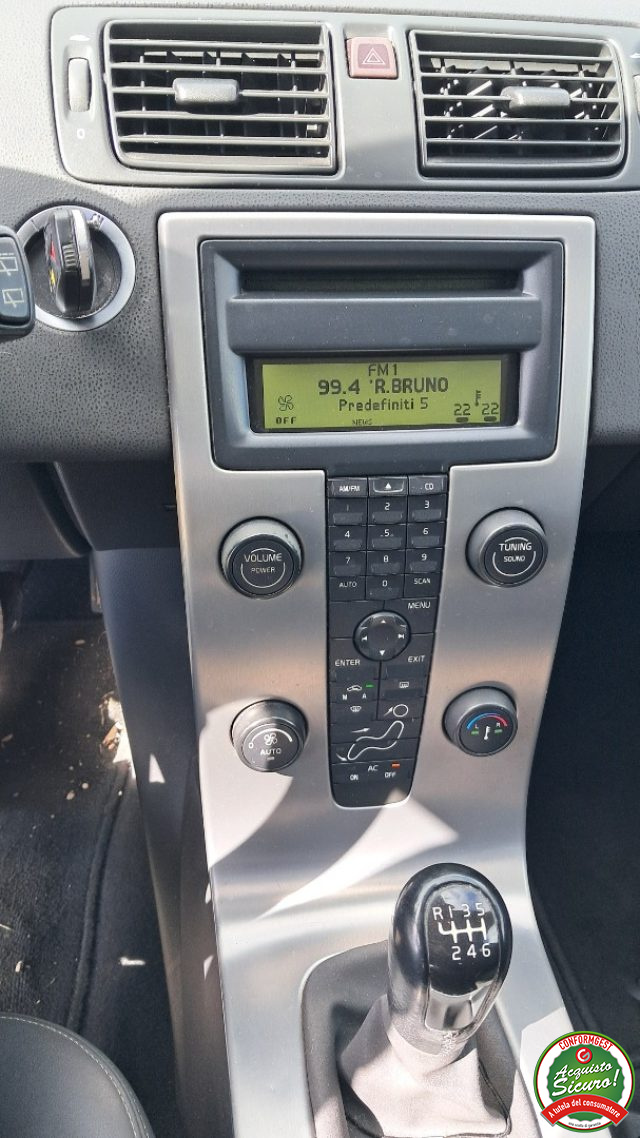 0
FM1
99.4 'R.BRUNO
Predefiniti 5
OFF
NEWS
22 22
AM/FM
CD
1 2 3
4 .5. 6
7 8 9
AUTO 0 SCAN
VOLUME
POWER
TUNING
SOUND
MENU
ENTER
EXIT
M A
0
AUTO
L R
AC
ON OFF
R 1 3 5
2 4 6
CONFORMGEST
Acquisto
Sicuro!
A tutela del consumatore